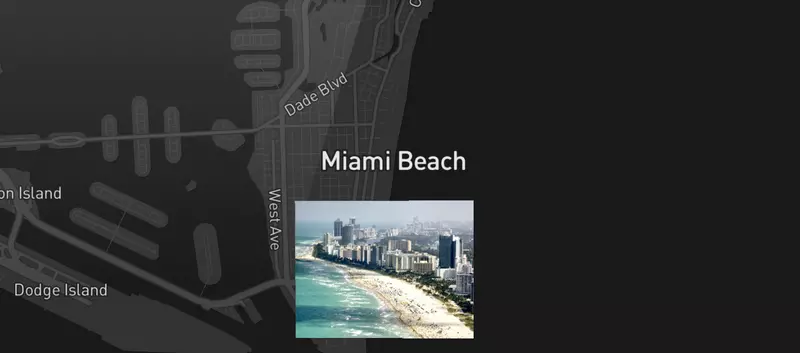 Dade Blvd
Miami Beach
on Island
West Ave
Dodge Island